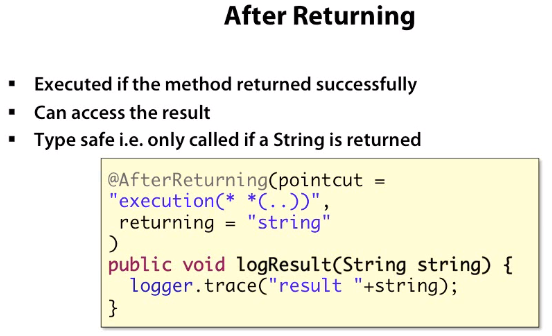 After Returning
▪ Executed if the method returned successfully
▪ Can access the result
▪ Type safe i.e. only called if a String is returned
@AfterReturning(pointcut =
"execution(* *(..))",
returning = "string"
)
public void logResult(String string) {
logger.trace("result "+string);
}